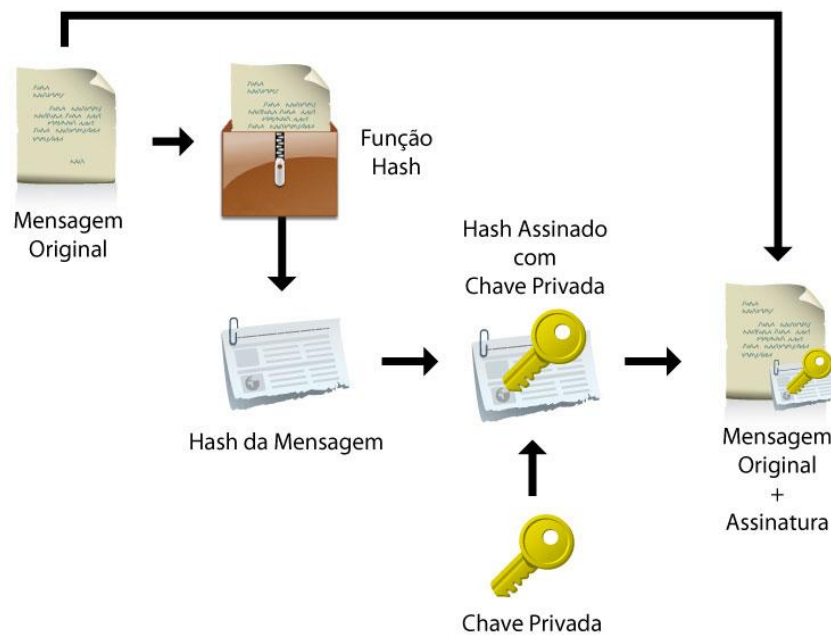 Função
Hash
Mensagem
Original
Hash Assinado
com
Chave Privada
Hash da Mensagem
Mensagem
Original
+
Assinatura
Chave Privada